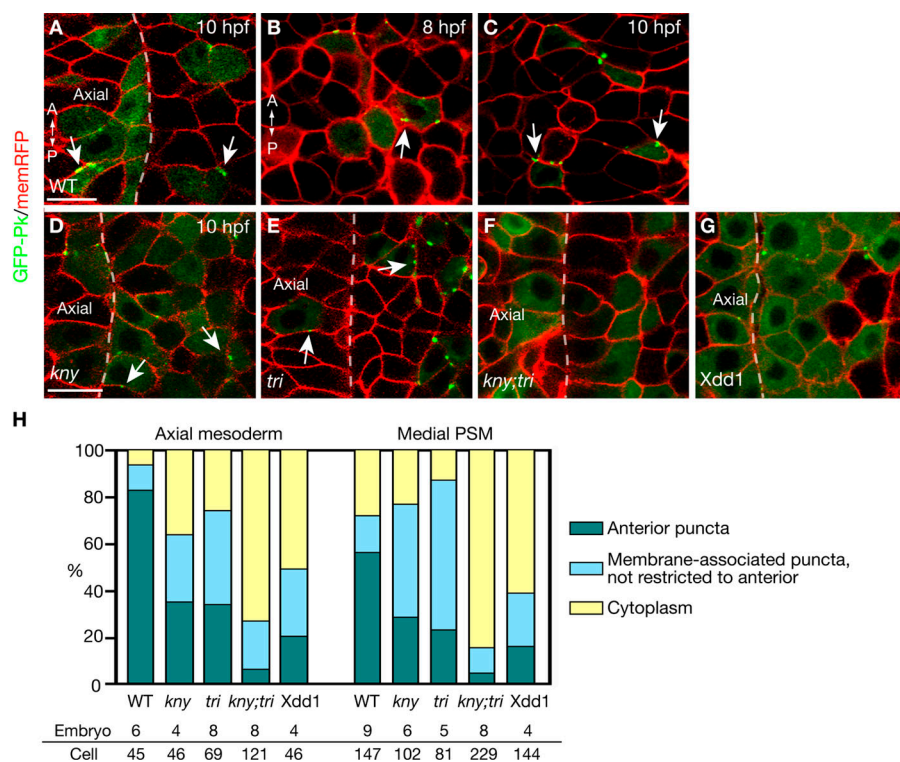 GFP-Pk/memRFP
A 10 hpf
Axial
A
P
WT
B 8 hpf
A
P
C 10 hpf
D 10 hpf
Axial
kny
E
Axial
tri
F
Axial
kny;tri
G
Axial
Xdd1
H
Axial mesoderm Medial PSM
100
80
60
%
40
20
0
Anterior puncta
Membrane-associated puncta,
not restricted to anterior
Cytoplasm
WT kny tri kny;tri Xdd1 WT kny tri kny;tri Xdd1
Embryo 6 4 8 8 4 9 6 5 8 4
Cell 45 46 69 121 46 147 102 81 229 144